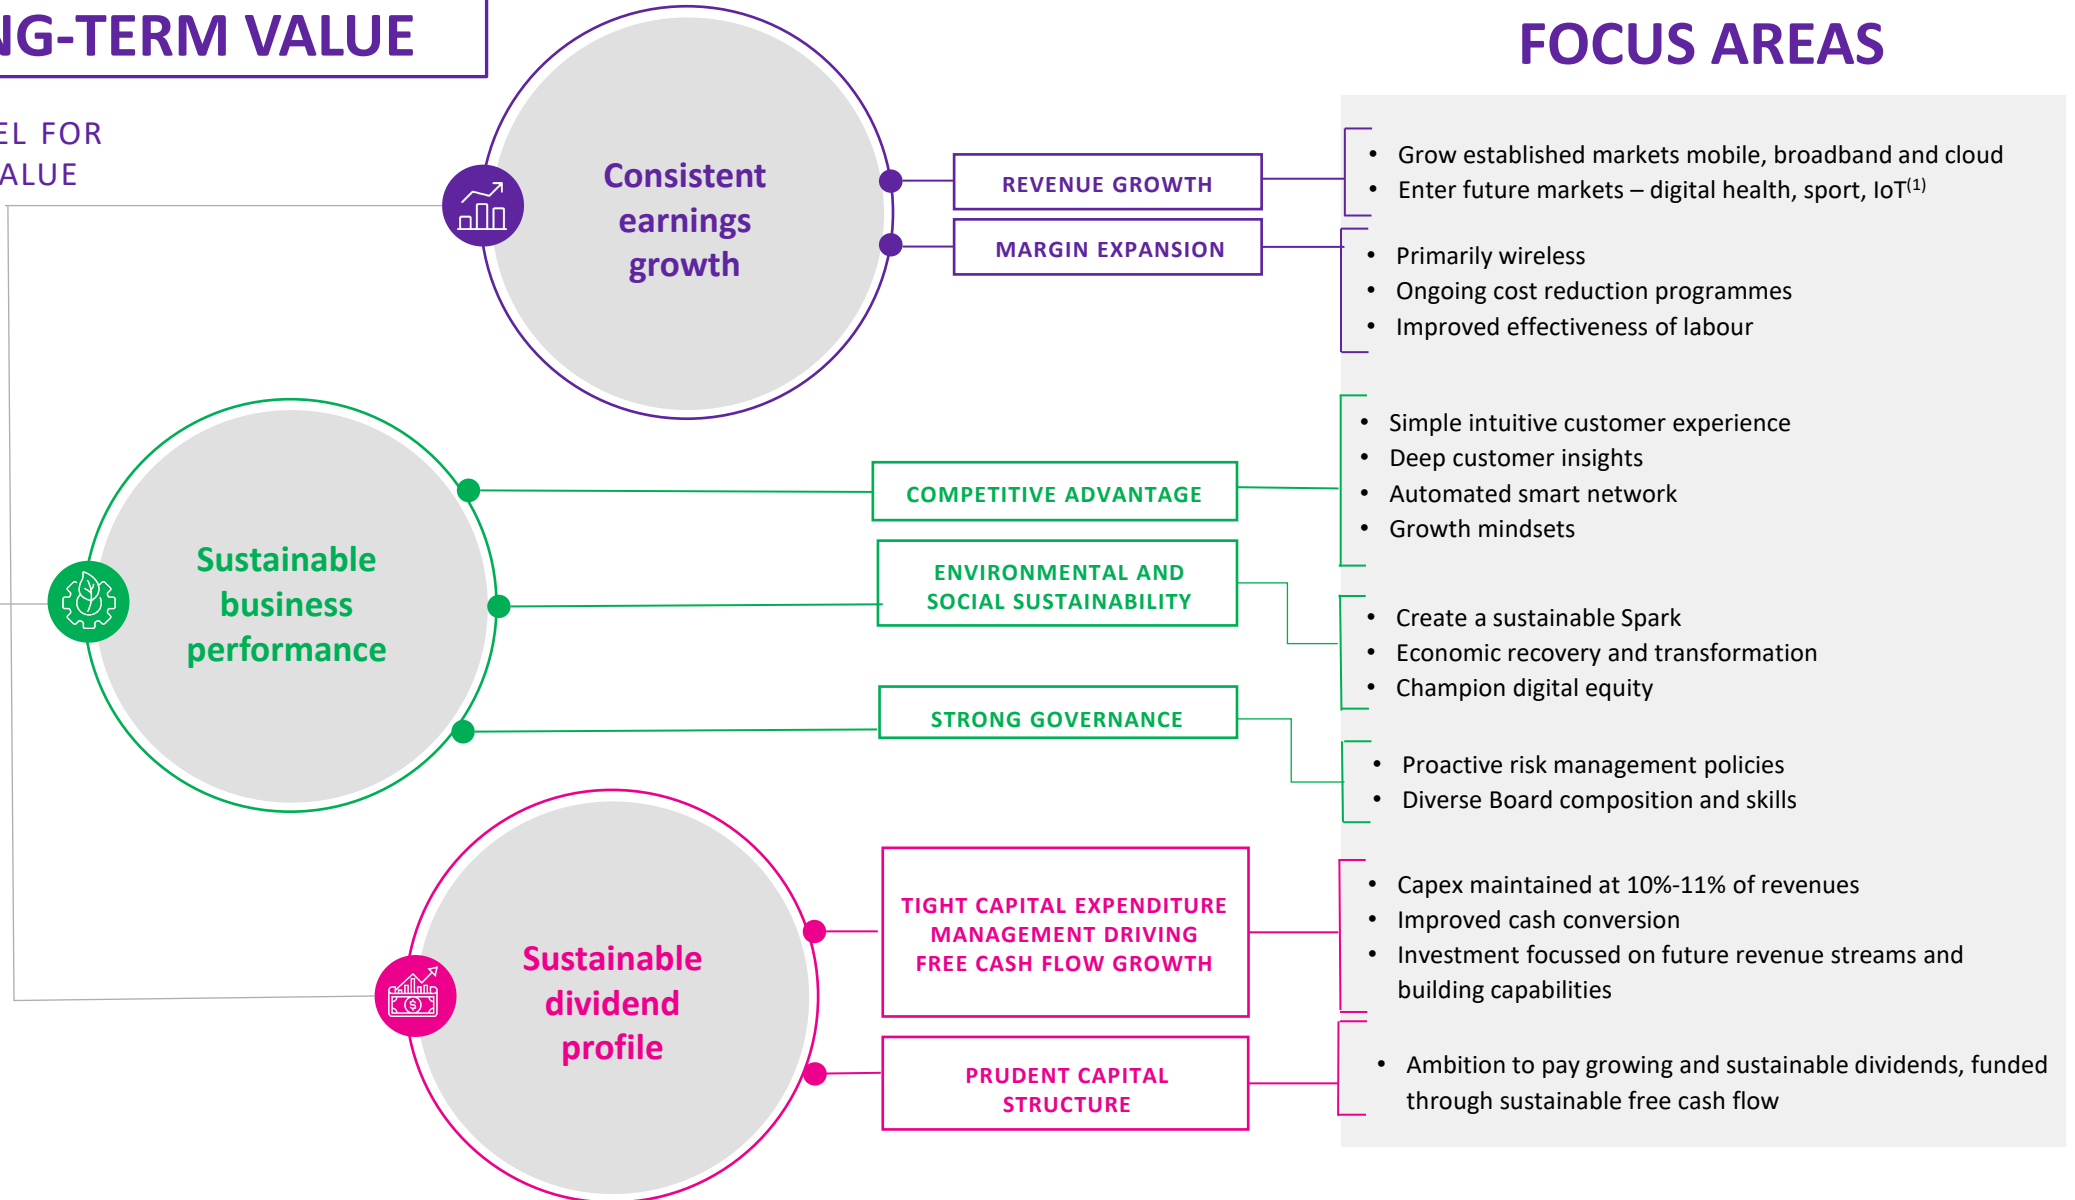 NG-TERM VALUE
EL FOR
ALUE
FOCUS AREAS
Consistent
earnings
growth
REVENUE GROWTH
• Grow established markets mobile, broadband and cloud
• Enter future markets – digital health, sport, IoT(1)
MARGIN EXPANSION
• Primarily wireless
• Ongoing cost reduction programmes
• Improved effectiveness of labour
Sustainable
business
performance
COMPETITIVE ADVANTAGE
• Simple intuitive customer experience
• Deep customer insights
• Automated smart network
• Growth mindsets
ENVIRONMENTAL AND
SOCIAL SUSTAINABILITY
• Create a sustainable Spark
• Economic recovery and transformation
• Champion digital equity
STRONG GOVERNANCE
• Proactive risk management policies
• Diverse Board composition and skills
Sustainable
dividend
profile
TIGHT CAPITAL EXPENDITURE
MANAGEMENT DRIVING
FREE CASH FLOW GROWTH
• Capex maintained at 10%-11% of revenues
• Improved cash conversion
• Investment focussed on future revenue streams and
building capabilities
PRUDENT CAPITAL
STRUCTURE
• Ambition to pay growing and sustainable dividends, funded
through sustainable free cash flow